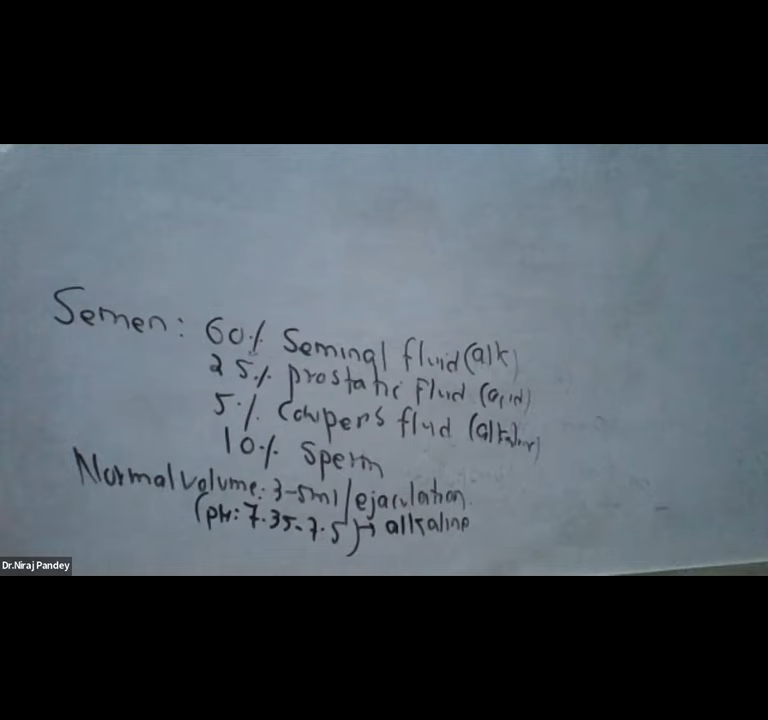 Semen: 60% Seminal fluid (alk)
25% prostatic fluid (acid)
5% Cowpers fluid (alkaline)
10% Sperm
Normal volume: 3-5ml/ejaculation
(pH: 7.35-7.5) → alkaline
Dr.Niraj Pandey